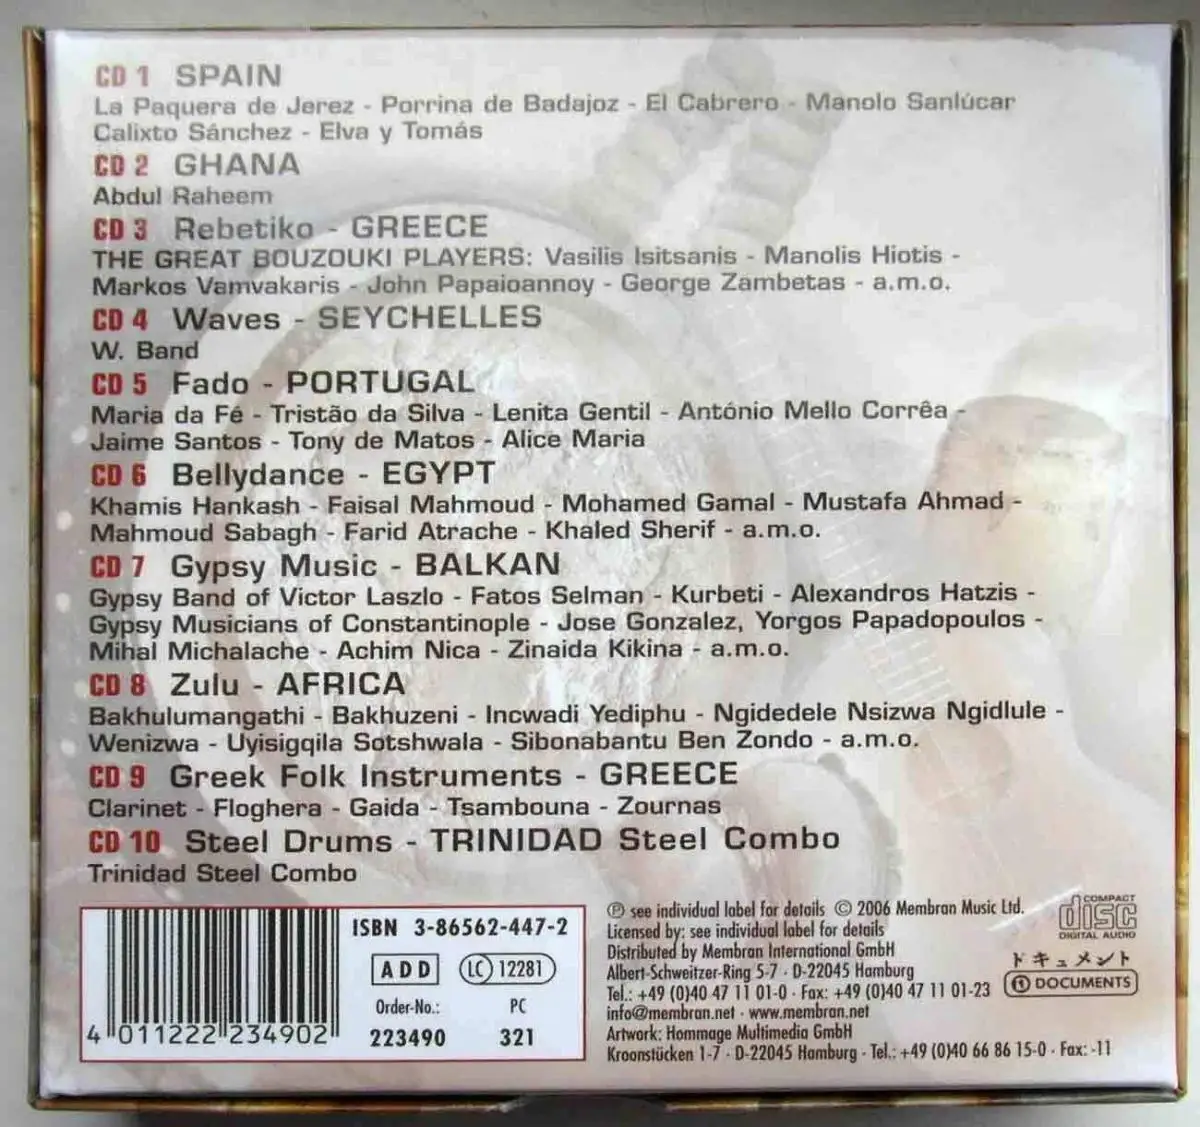 CD 1 SPAIN
La Paquera de Jerez - Porrina de Badajoz - El Cabrero - Manolo Sanlúcar
Calixto Sánchez - Elva y Tomás
CD 2 GHANA
Abdul Raheem
CD 3 Rebetiko - GREECE
THE GREAT BOUZOUKI PLAYERS: Vasilis Isitsanis - Manolis Hiotis -
Markos Vamvakaris - John Papaioannoy - George Zambetas - a.m.o.
CD 4 Waves - SEYCHELLES
W. Band
CD 5 Fado - PORTUGAL
Maria da Fé - Tristão da Silva - Lenita Gentil - António Mello Corrêa -
Jaime Santos - Tony de Matos - Alice Maria
CD 6 Bellydance - EGYPT
Khamis Hankash - Faisal Mahmoud - Mohamed Gamal - Mustafa Ahmad -
Mahmoud Sabagh - Farid Atrache - Khaled Sherif - a.m.o.
CD 7 Gypsy Music - BALKAN
Gypsy Band of Victor Laszlo - Fatos Selman - Kurbeti - Alexandros Hatzis -
Gypsy Musicians of Constantinople - Jose Gonzalez, Yorgos Papadopoulos -
Mihal Michalache - Achim Nica - Zinaida Kikina - a.m.o.
CD 8 Zulu - AFRICA
Bakhulumangathi - Bakhuzeni - Incwadi Yediphu - Ngidedele Nsizwa Ngidlule -
Wenizwa - Uyisigqila Sotshwala - Sibonabantu Ben Zondo - a.m.o.
CD 9 Greek Folk Instruments - GREECE
Clarinet - Floghera - Gaida - Tsambouna - Zournas
CD 10 Steel Drums - TRINIDAD Steel Combo
Trinidad Steel Combo
ISBN 3-86562-447-2
ADD LC 12281
Order-No.: PC
223490 321
4 011222 234902
Ⓟ see individual label for details © 2006 Membran Music Ltd.
Licensed by: see individual label for details
Distributed by Membran International GmbH
Albert-Schweitzer-Ring 5-7 · D-22045 Hamburg
Tel.: +49 (0)40 47 11 01-0 · Fax: +49 (0)40 47 11 01-23
info@membran.net · www.membran.net
Artwork: Hommage Multimedia GmbH
Kroonstücken 1-7 · D-22045 Hamburg · Tel.: +49 (0)40 66 86 15-0 · Fax: -11
COMPACT
disc
DIGITAL AUDIO
ドキュメント
DOCUMENTS